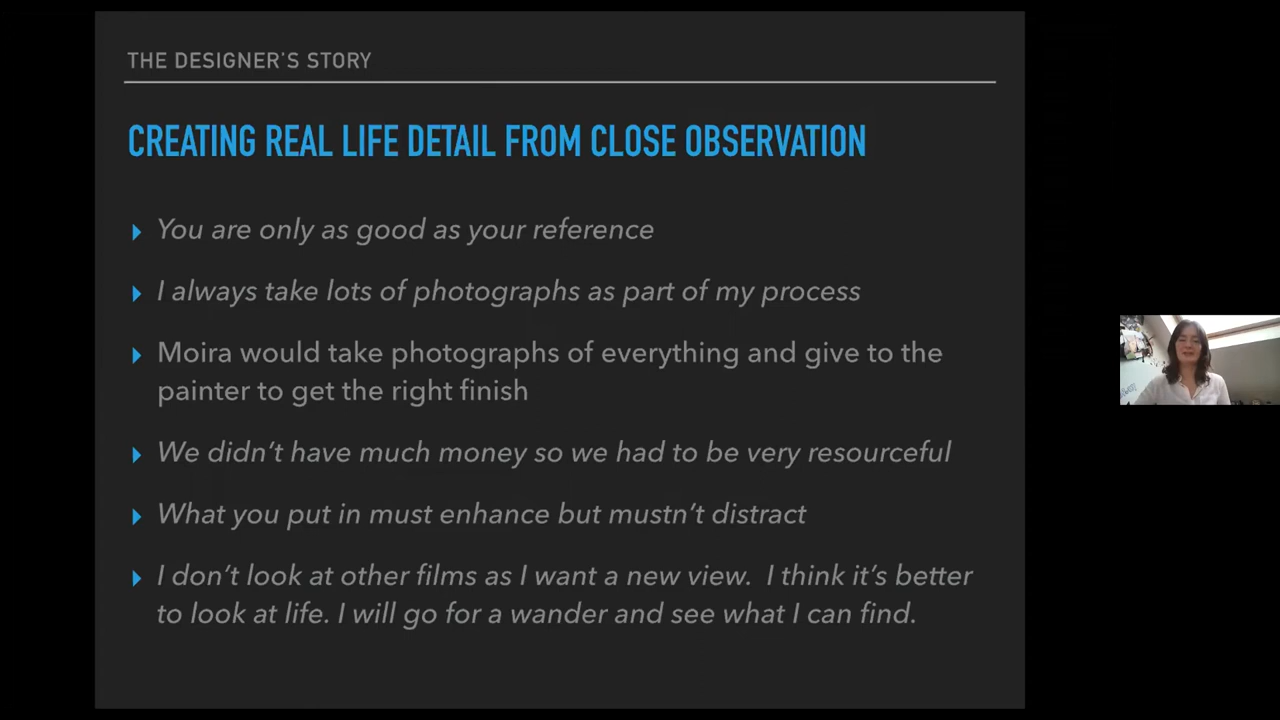 THE DESIGNER'S STORY
CREATING REAL LIFE DETAIL FROM CLOSE OBSERVATION
You are only as good as your reference
I always take lots of photographs as part of my process
Moira would take photographs of everything and give to the
painter to get the right finish
We didn't have much money so we had to be very resourceful
What you put in must enhance but mustn't distract
I don't look at other films as I want a new view.  I think it's better
to look at life. I will go for a wander and see what I can find.